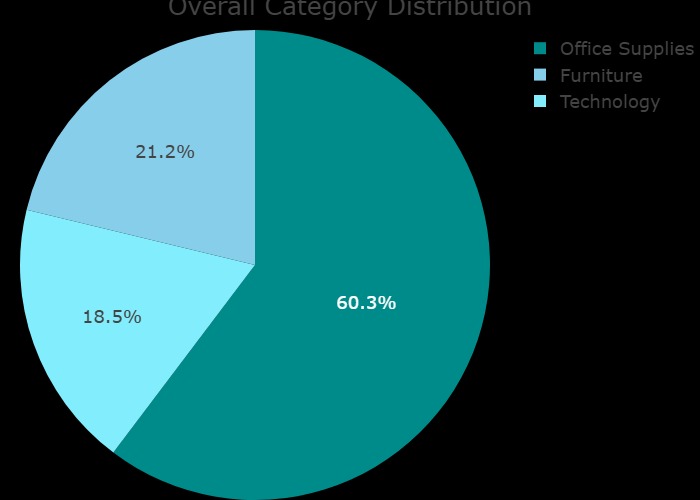 Overall Category Distribution
Office Supplies
Furniture
Technology
21.2%
60.3%
18.5%